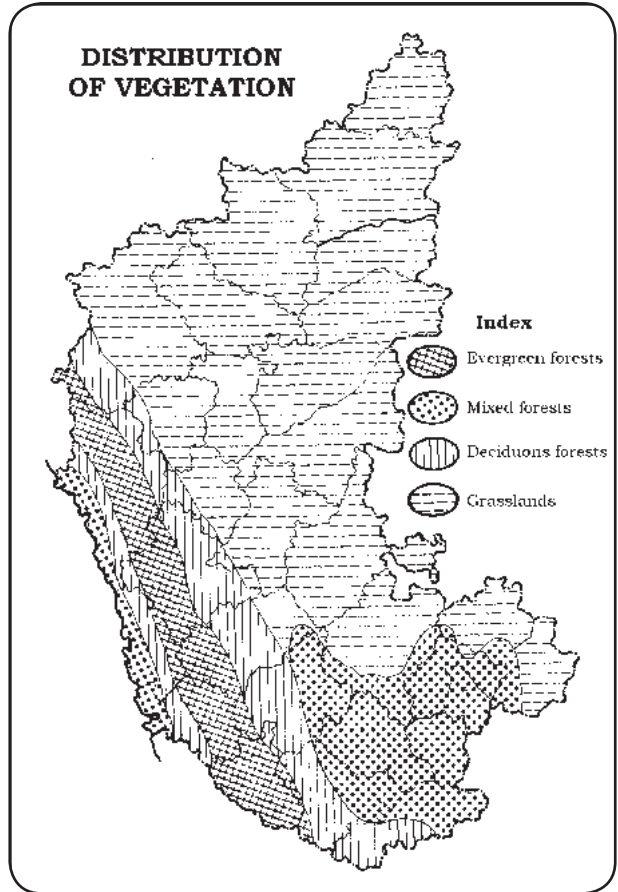 DISTRIBUTION
OF VEGETATION
Index
Evergreen forests
Mixed forests
Deciduons forests
Grasslands